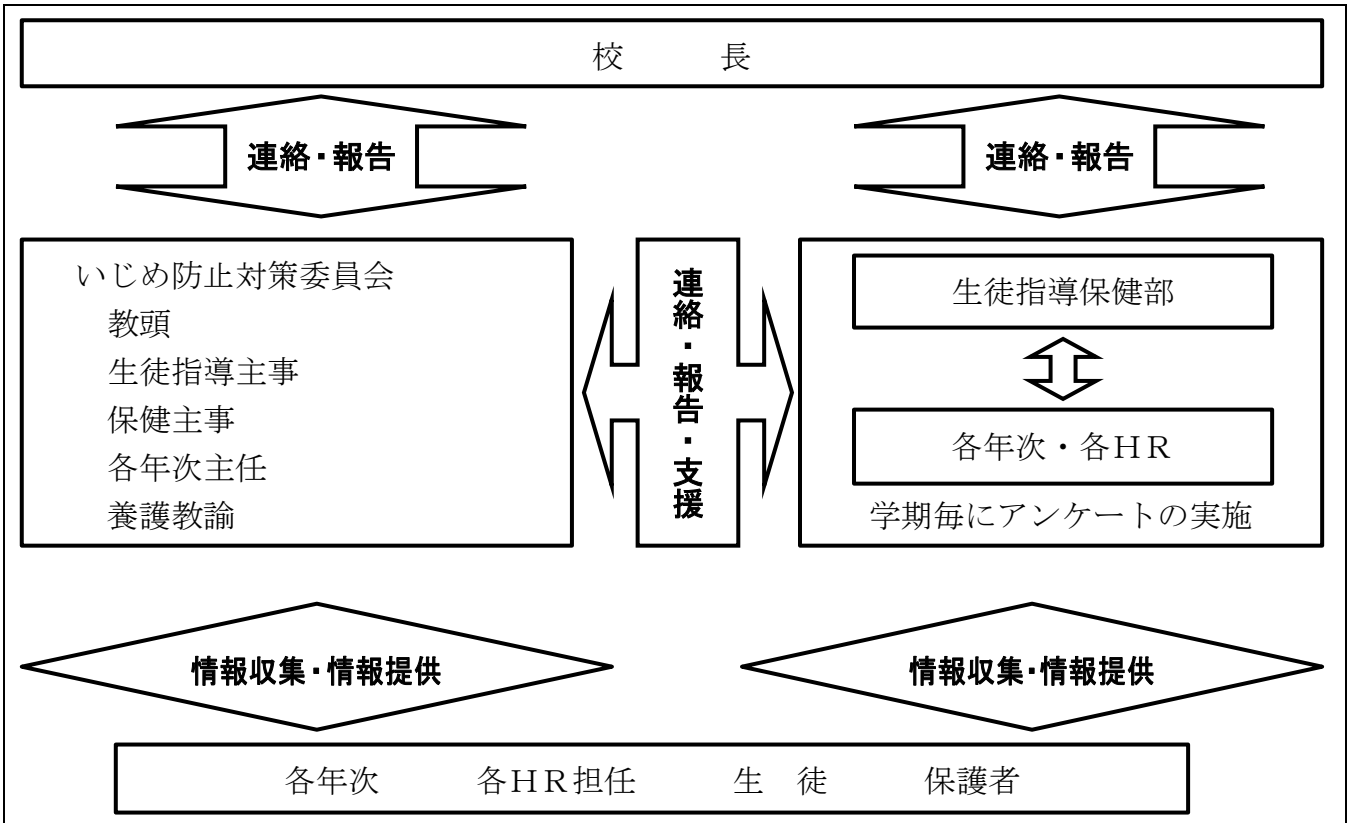 校　　　長
連絡・報告
連絡・報告
いじめ防止対策委員会
教頭
生徒指導主事
保健主事
各年次主任
養護教諭
連絡・報告・支援
生徒指導保健部
各年次・各ＨＲ
学期毎にアンケートの実施
情報収集・情報提供
情報収集・情報提供
各年次　　　各ＨＲ担任　　　生　徒　　　保護者